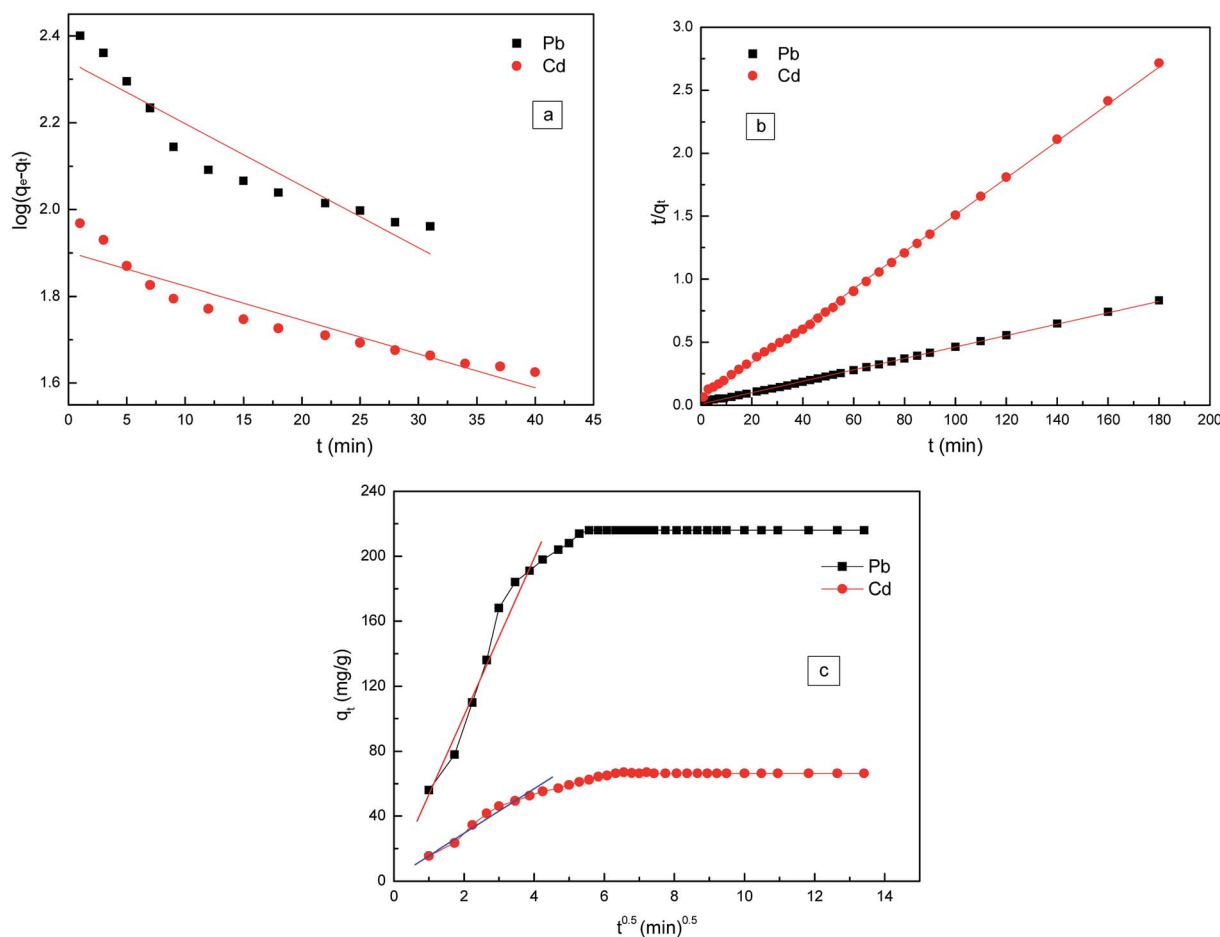 2.4
2.2
2.0
1.8
1.6
log(qₑ-qₜ)
0 5 10 15 20 25 30 35 40 45
t (min)
Pb
Cd
a
3.0
2.5
2.0
1.5
1.0
0.5
0.0
t/qₜ
0 20 40 60 80 100 120 140 160 180 200
t (min)
Pb
Cd
b
240
200
160
120
80
40
0
qₜ (mg/g)
0 2 4 6 8 10 12 14
t⁰·⁵ (min)⁰·⁵
Pb
Cd
c